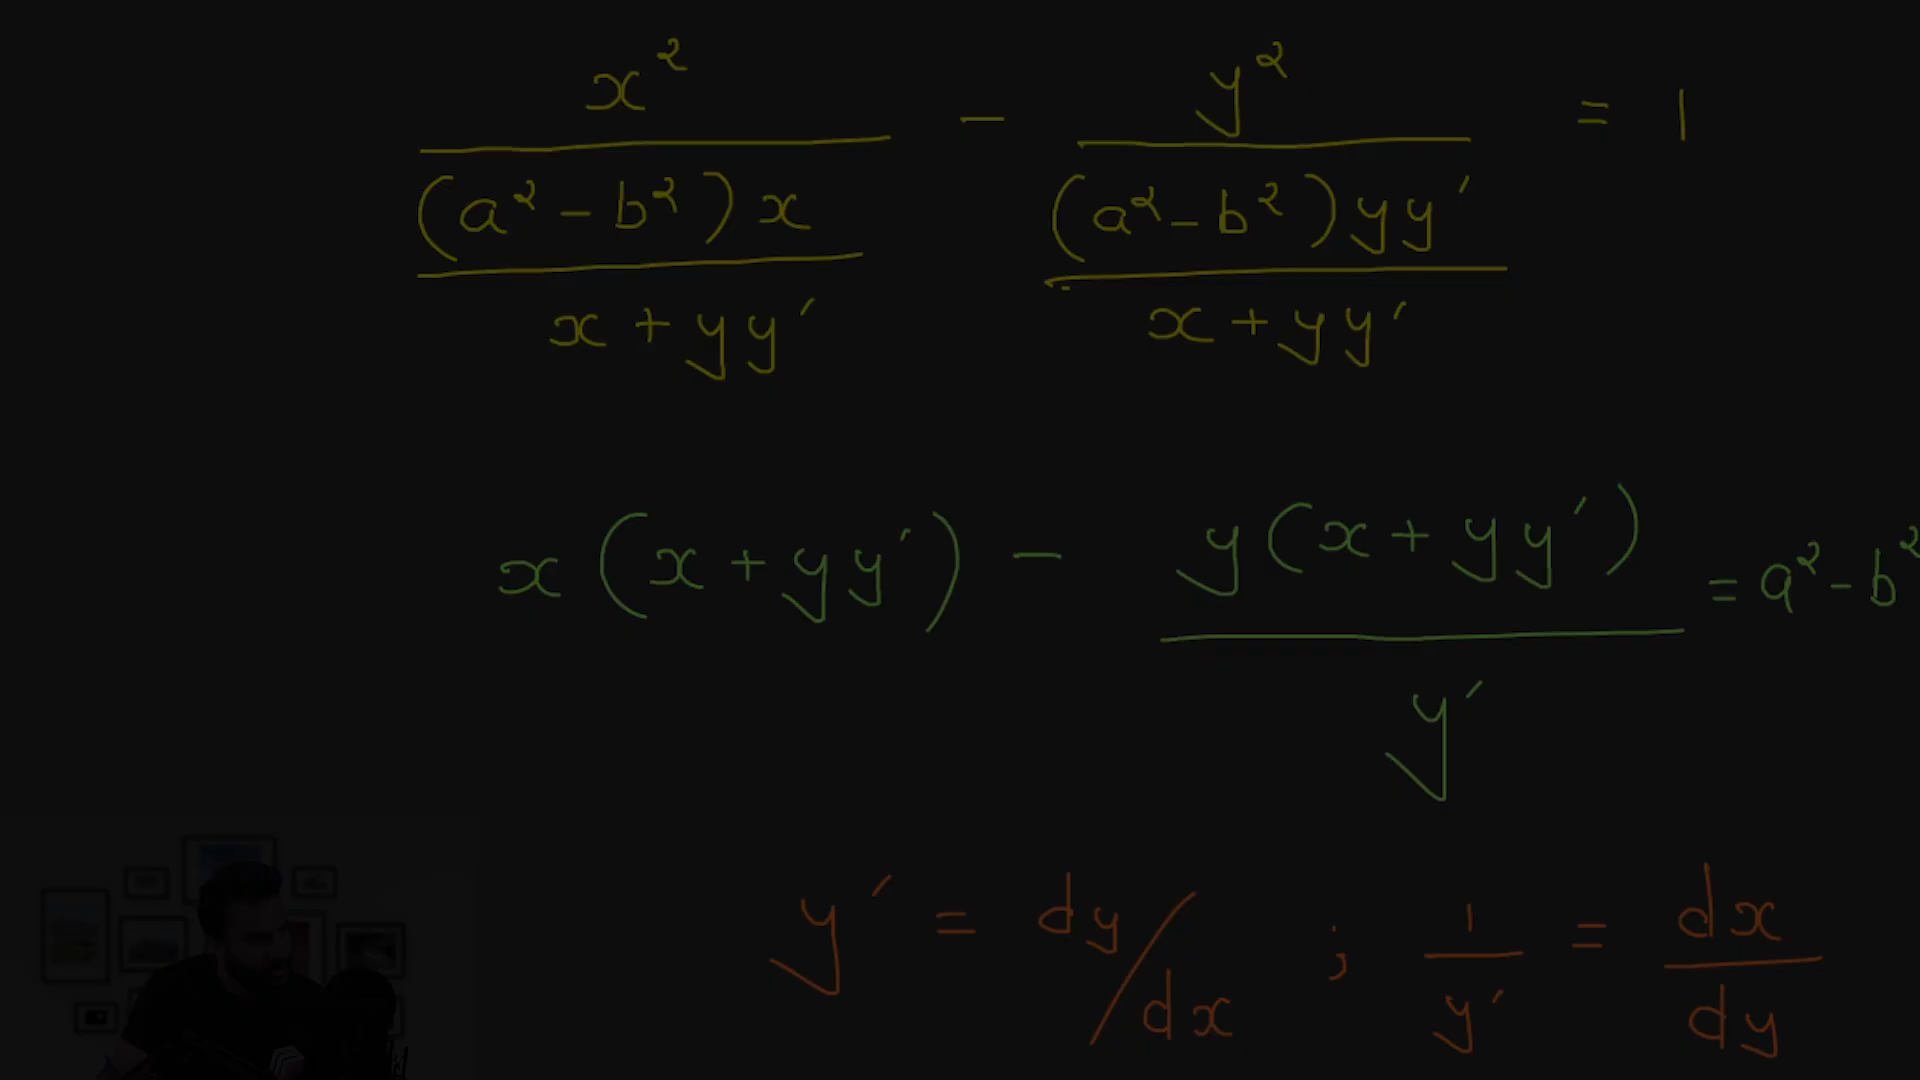 x²/((a² - b²)x/(x + yy′)) - y²/((a² - b²)yy′/(x + yy′)) = 1
x(x + yy′) - y(x + yy′)/y′ = a² - b²
y′ = dy/dx ; 1/y′ = dx/dy